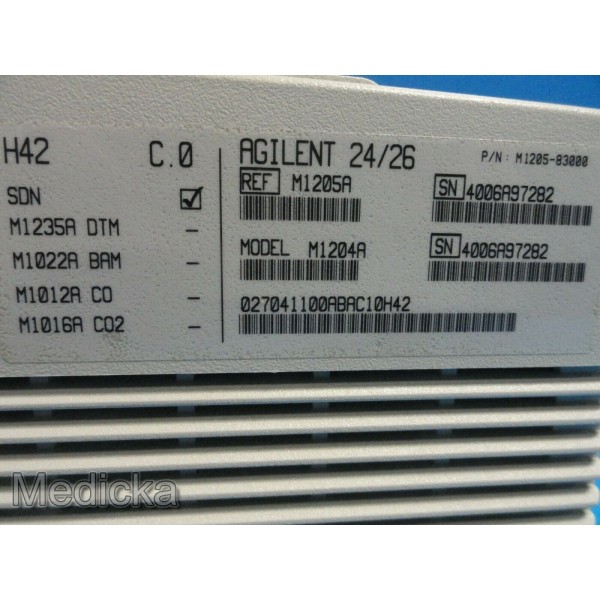 H42 C.0
SDN ☑
M1235A DTM –
M1022A BAM –
M1012A CO –
M1016A CO2 –
AGILENT 24/26 P/N: M1205-83000
REF M1205A SN 4006A97282
MODEL M1204A SN 4006A97282
027041100ABAC10H42
Medicka